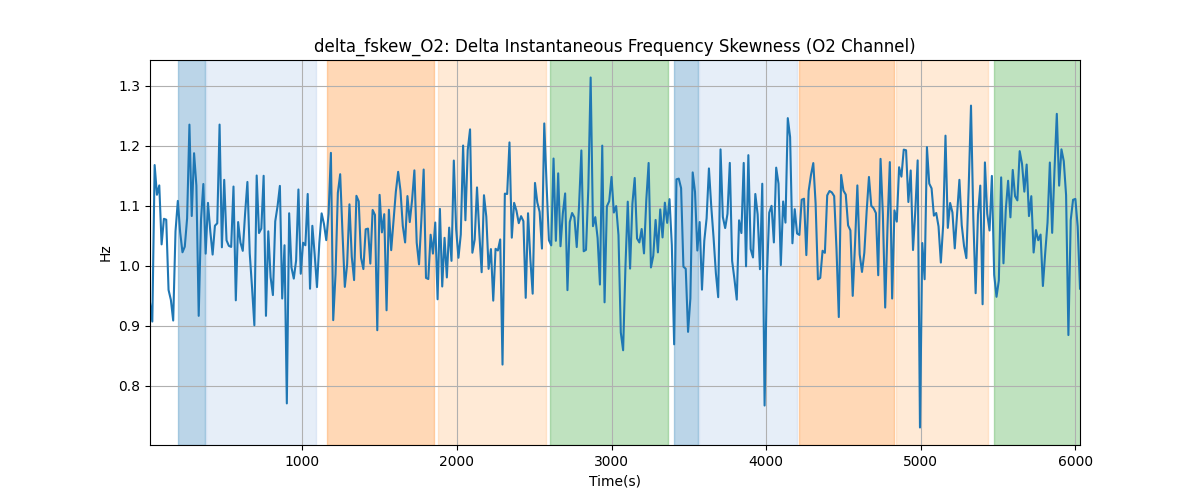 delta_fskew_O2: Delta Instantaneous Frequency Skewness (O2 Channel)
1.3
1.2
1.1
1.0
0.9
0.8
Hz
1000 2000 3000 4000 5000 6000
Time(s)